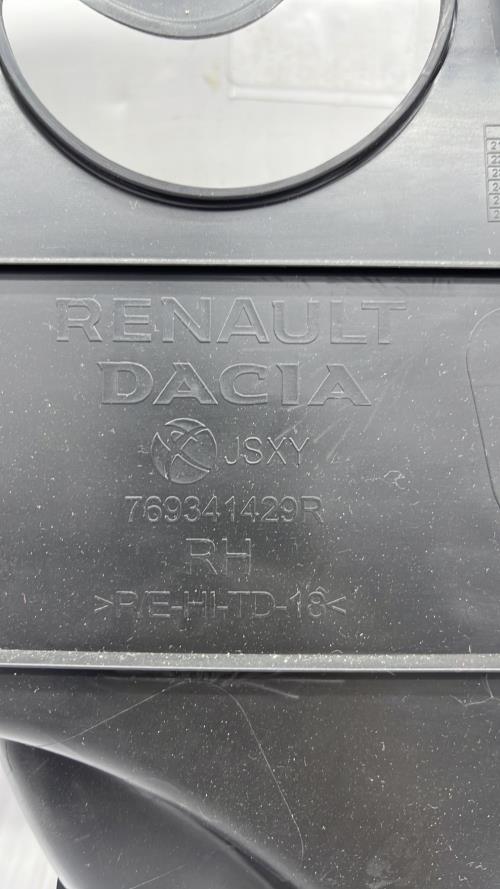 RENAULT
DACIA
JSXY
769341429R
RH
>P/E-HI-TD-18<